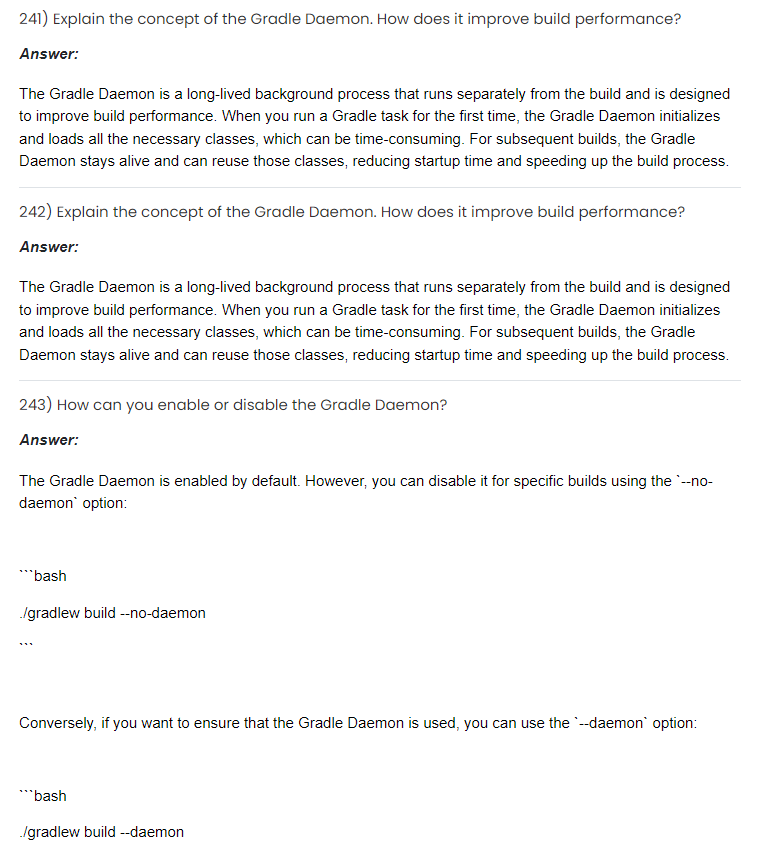 241) Explain the concept of the Gradle Daemon. How does it improve build performance?
Answer:
The Gradle Daemon is a long-lived background process that runs separately from the build and is designed
to improve build performance. When you run a Gradle task for the first time, the Gradle Daemon initializes
and loads all the necessary classes, which can be time-consuming. For subsequent builds, the Gradle
Daemon stays alive and can reuse those classes, reducing startup time and speeding up the build process.
242) Explain the concept of the Gradle Daemon. How does it improve build performance?
Answer:
The Gradle Daemon is a long-lived background process that runs separately from the build and is designed
to improve build performance. When you run a Gradle task for the first time, the Gradle Daemon initializes
and loads all the necessary classes, which can be time-consuming. For subsequent builds, the Gradle
Daemon stays alive and can reuse those classes, reducing startup time and speeding up the build process.
243) How can you enable or disable the Gradle Daemon?
Answer:
The Gradle Daemon is enabled by default. However, you can disable it for specific builds using the `--no-
daemon` option:
```bash
./gradlew build --no-daemon
```
Conversely, if you want to ensure that the Gradle Daemon is used, you can use the `--daemon` option:
```bash
./gradlew build --daemon